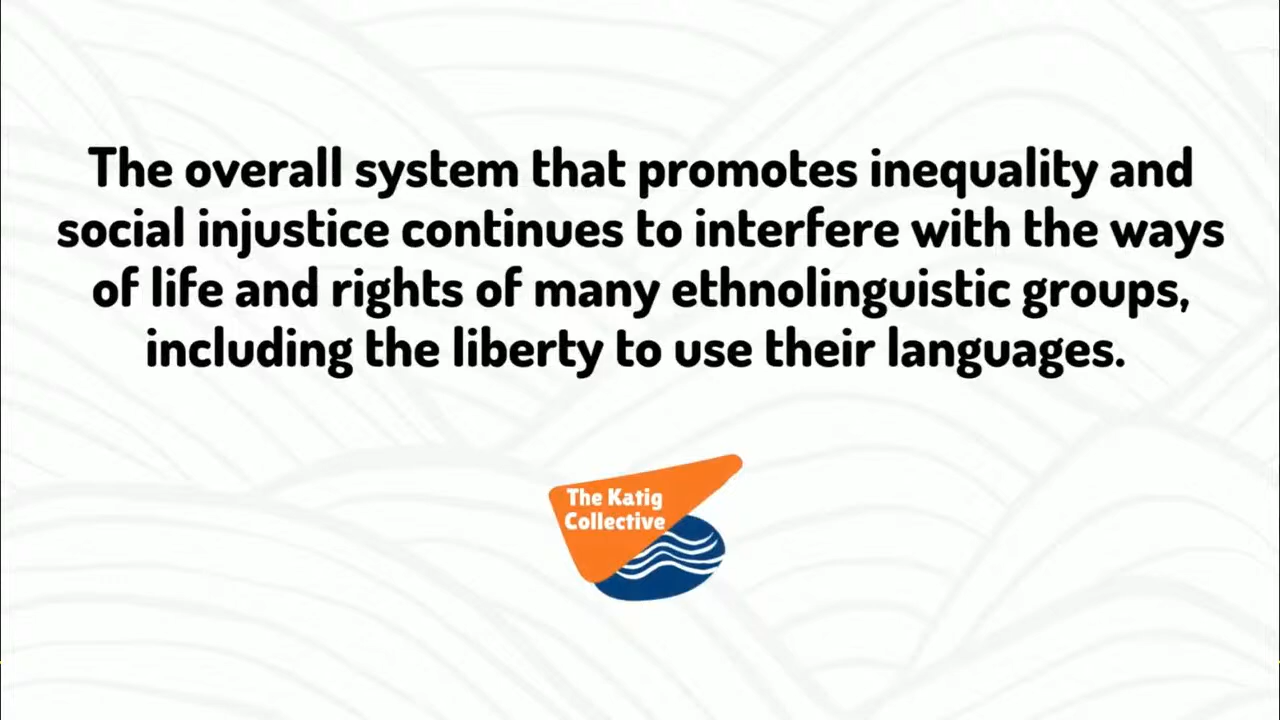 The overall system that promotes inequality and
social injustice continues to interfere with the ways
of life and rights of many ethnolinguistic groups,
including the liberty to use their languages.
The Katig
Collective